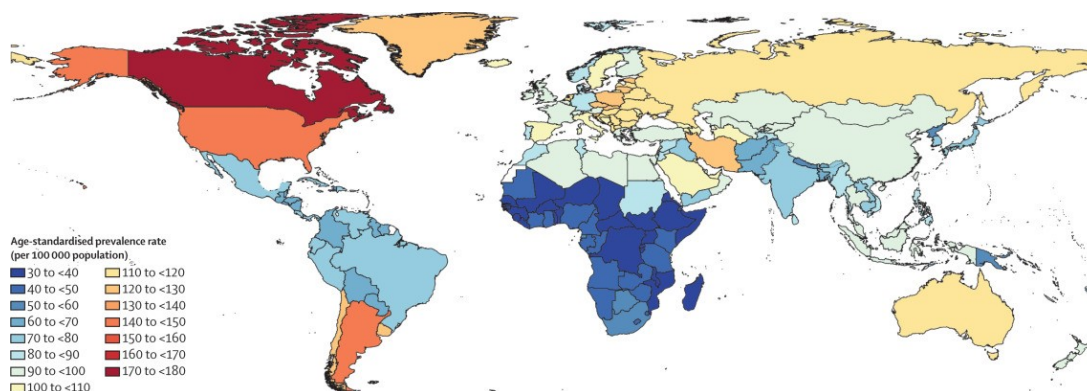 Age-standardised prevalence rate
(per 100 000 population)
30 to <40
40 to <50
50 to <60
60 to <70
70 to <80
80 to <90
90 to <100
100 to <110
110 to <120
120 to <130
130 to <140
140 to <150
150 to <160
160 to <170
170 to <180